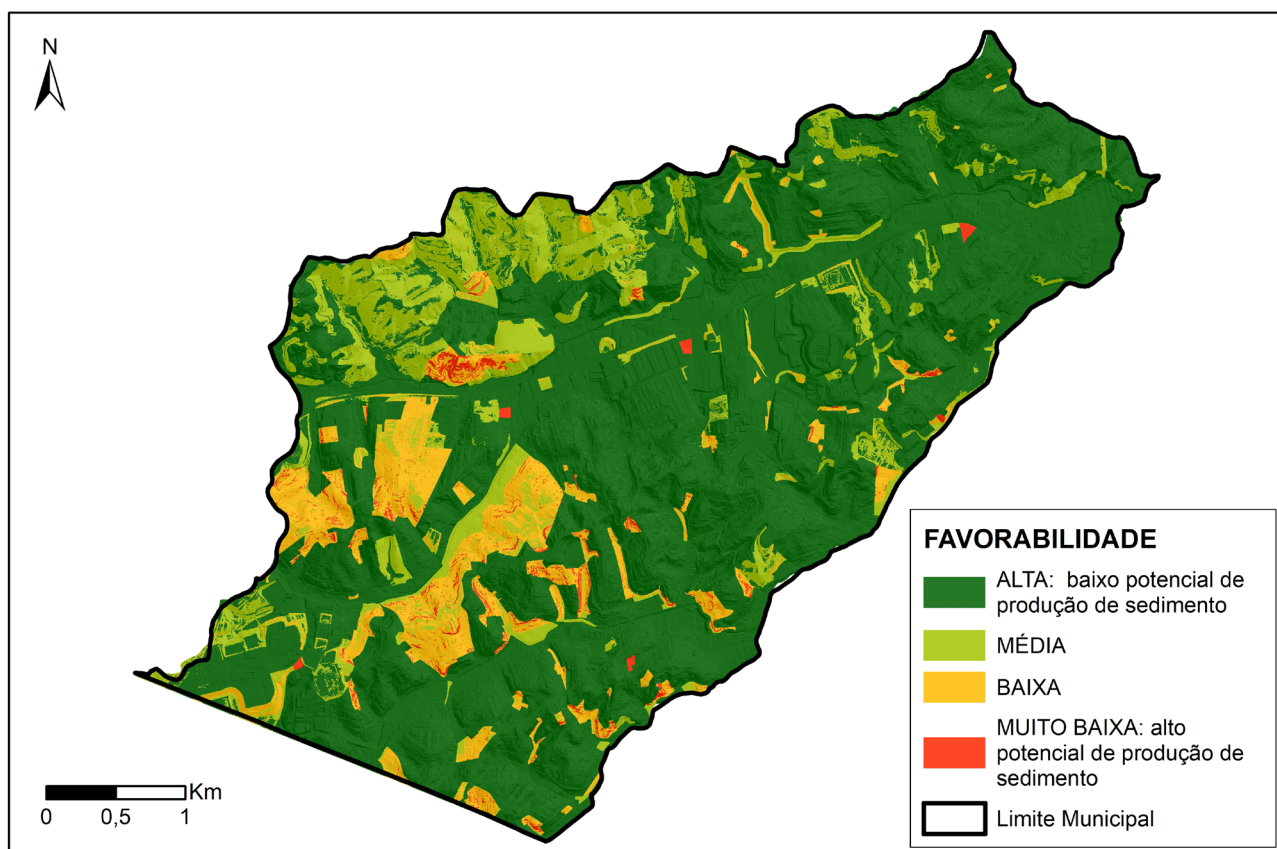 N
FAVORABILIDADE
ALTA: baixo potencial de
produção de sedimento
MÉDIA
BAIXA
MUITO BAIXA: alto
potencial de produção de
sedimento
Limite Municipal
Km
0 0,5 1